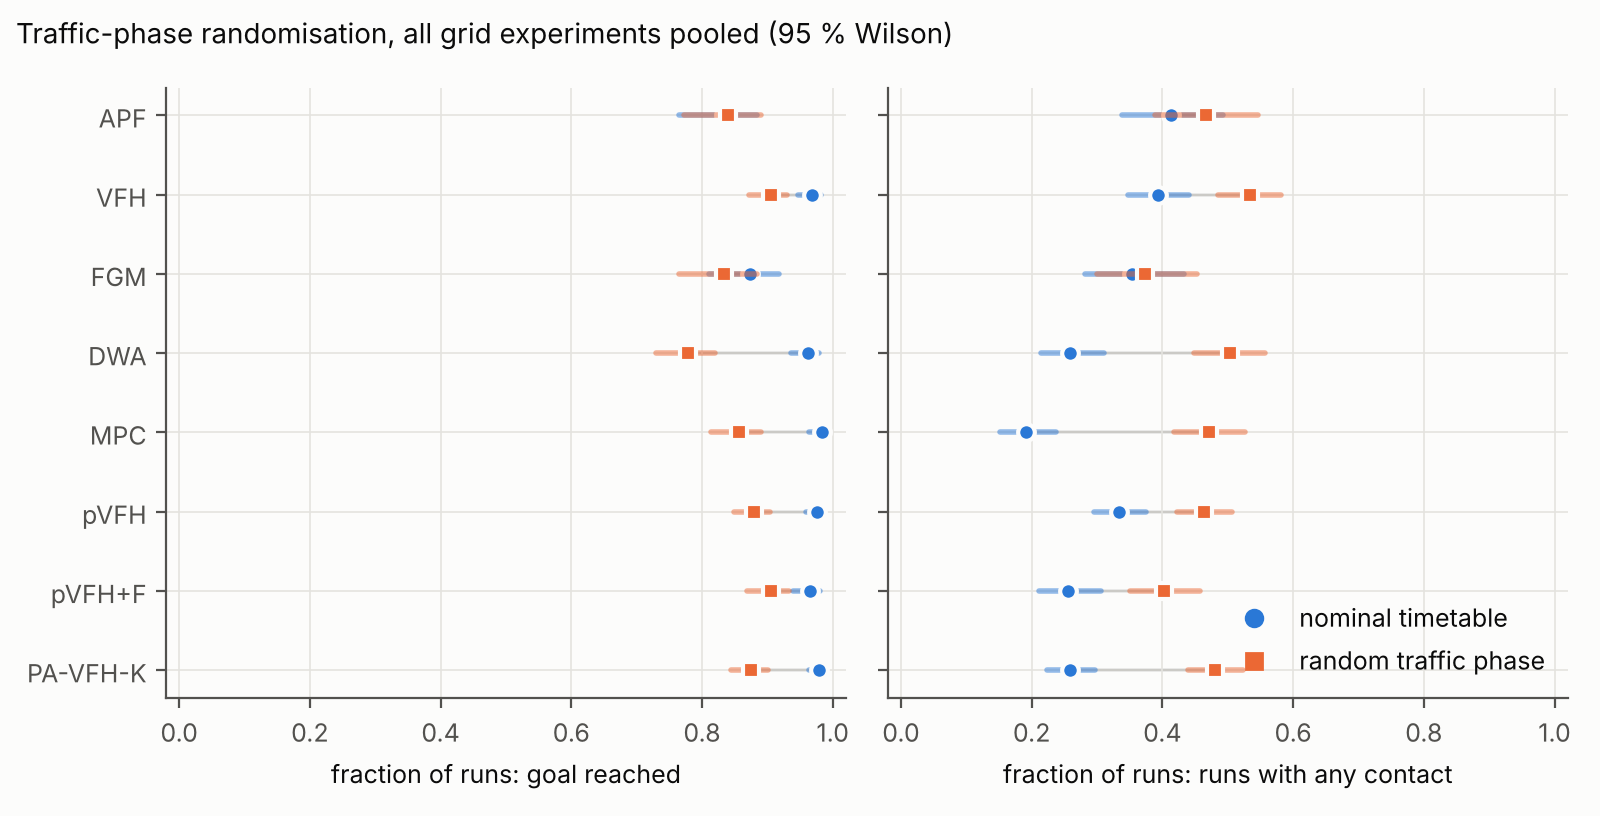 Traffic-phase randomisation, all grid experiments pooled (95 % Wilson)
APF
VFH
FGM
DWA
MPC
pVFH
pVFH+F
PA-VFH-K
0.0 0.2 0.4 0.6 0.8 1.0
fraction of runs: goal reached
nominal timetable
random traffic phase
0.0 0.2 0.4 0.6 0.8 1.0
fraction of runs: runs with any contact